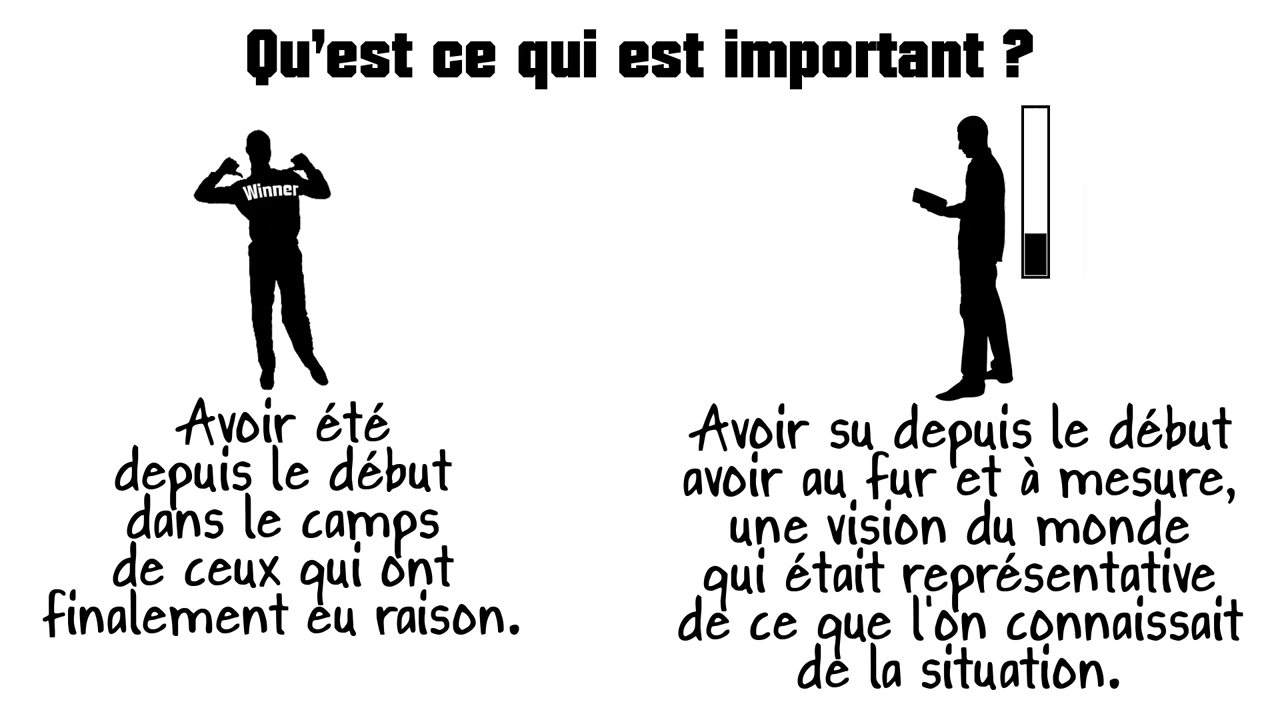 Qu'est ce qui est important ?
Winner
Avoir été
depuis le début
dans le camps
de ceux qui ont
finalement eu raison.
Avoir su depuis le début
avoir au fur et à mesure,
une vision du monde
qui était représentative
de ce que l'on connaissait
de la situation.